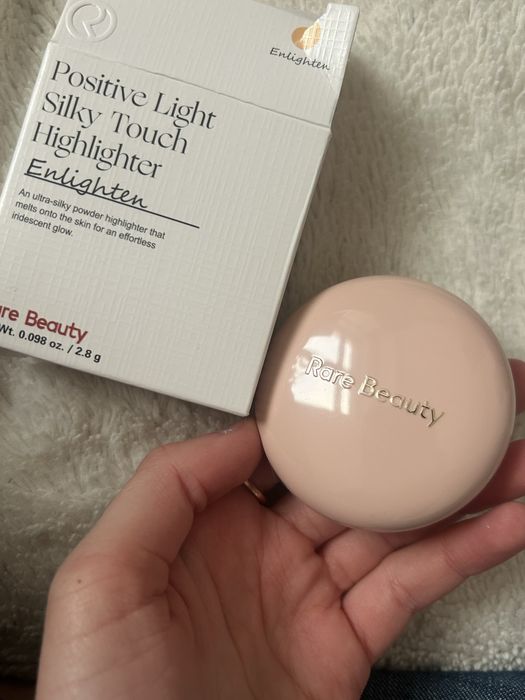 Enlighten
Positive Light
Silky Touch
Highlighter
Enlighten
An ultra-silky powder highlighter that
melts onto the skin for an effortless
iridescent glow.
are Beauty
Wt. 0.098 oz. / 2.8 g
Rare Beauty